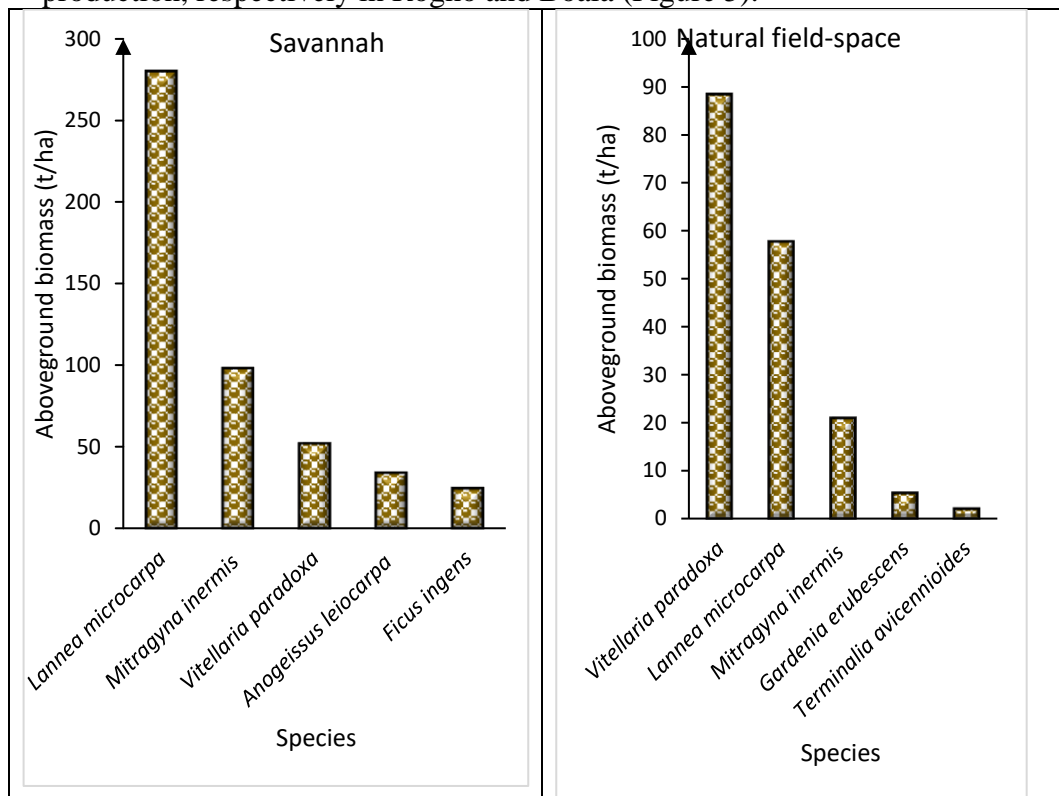 production, respectively in Rogho and Boala (Figure 5).
Savannah
Aboveground biomass (t/ha)
300
250
200
150
100
50
0
Lannea microcarpa
Mitragyna inermis
Vitellaria paradoxa
Anogeissus leiocarpa
Ficus ingens
Species
Natural field-space
Aboveground biomass (t/ha)
100
90
80
70
60
50
40
30
20
10
0
Vitellaria paradoxa
Lannea microcarpa
Mitragyna inermis
Gardenia erubescens
Terminalia avicennioides
Species